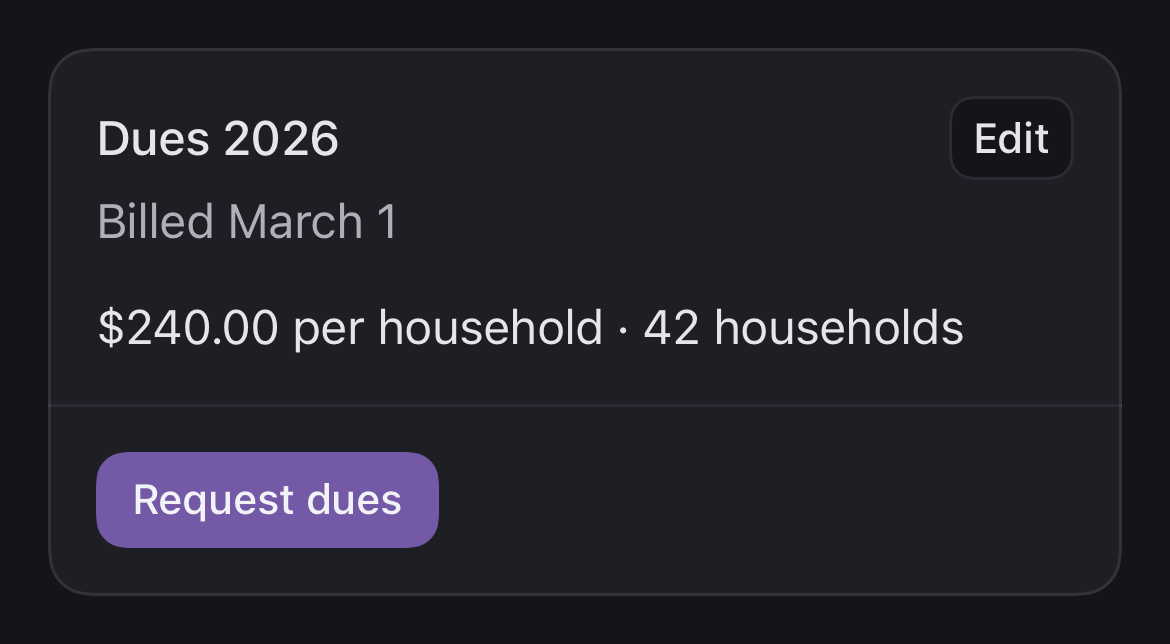 Dues 2026
Edit
Billed March 1
$240.00 per household · 42 households
Request dues